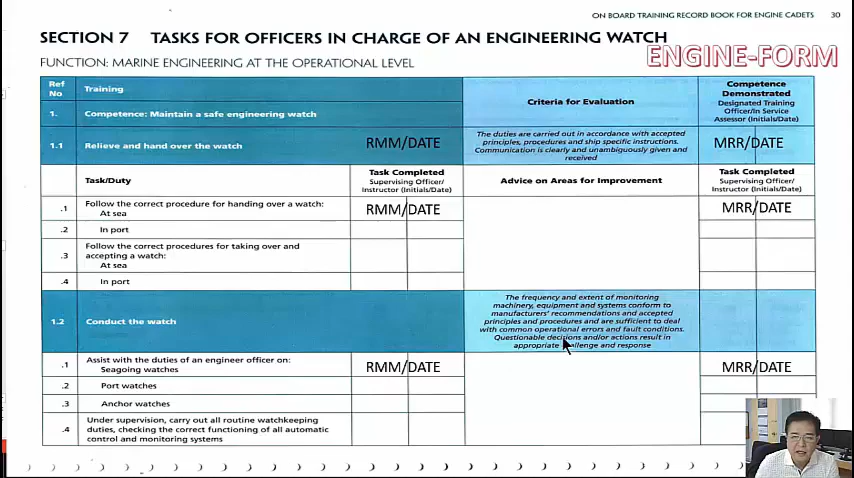 ON BOARD TRAINING RECORD BOOK FOR ENGINE CADETS 30
SECTION 7 TASKS FOR OFFICERS IN CHARGE OF AN ENGINEERING WATCH
ENGINE-FORM
FUNCTION: MARINE ENGINEERING AT THE OPERATIONAL LEVEL
Ref
No
Training
Criteria for Evaluation
Competence
Demonstrated
Designated Training
Officer/In Service
Assessor (Initials/Date)
1. Competence: Maintain a safe engineering watch
1.1 Relieve and hand over the watch
RMM/DATE
The duties are carried out in accordance with accepted
principles, procedures and ship specific instructions.
Communication is clearly and unambiguously given and
received
MRR/DATE
Task/Duty
Task Completed
Supervising Officer/
Instructor (Initials/Date)
Advice on Areas for Improvement
Task Completed
Supervising Officer/
Instructor (Initials/Date)
.1 Follow the correct procedure for handing over a watch:
At sea
RMM/DATE
MRR/DATE
.2 In port
.3 Follow the correct procedures for taking over and
accepting a watch:
At sea
.4 In port
1.2 Conduct the watch
The frequency and extent of monitoring
machinery, equipment and systems conform to
manufacturers' recommendations and accepted
principles and procedures and are sufficient to deal
with common operational errors and fault conditions.
Questionable decisions and/or actions result in
appropriate challenge and response
.1 Assist with the duties of an engineer officer on:
Seagoing watches
RMM/DATE
MRR/DATE
.2 Port watches
.3 Anchor watches
.4 Under supervision, carry out all routine watchkeeping
duties, checking the correct functioning of all automatic
control and monitoring systems